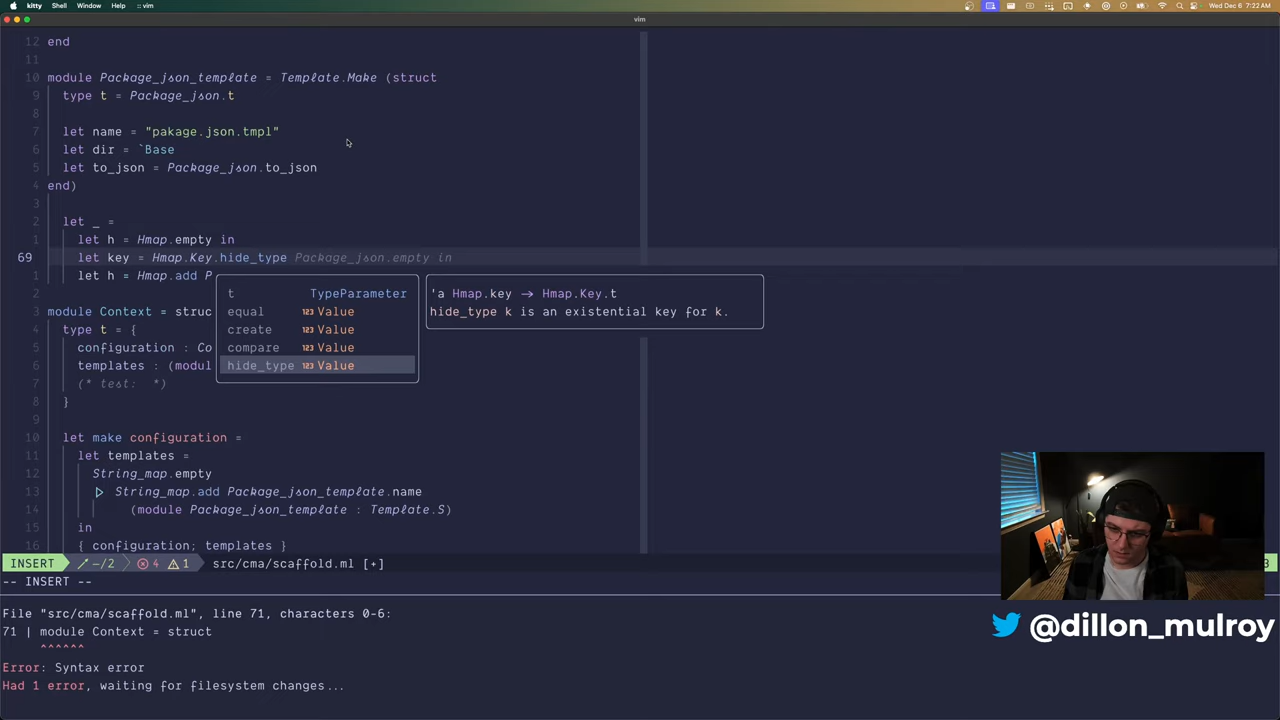 kitty Shell Window Help :: vim
Wed Dec 6 7:22 AM
vim
12 end
11
10 module Package_json_template = Template.Make (struct
9 type t = Package_json.t
8
7 let name = "pakage.json.tmpl"
6 let dir = `Base
5 let to_json = Package_json.to_json
4 end)
3
2 let _ =
1 let h = Hmap.empty in
69 let key = Hmap.Key.hide_type Package_json.empty in
1 let h = Hmap.add P
t TypeParameter
'a Hmap.key → Hmap.Key.t
2
equal 123 Value
hide_type k is an existential key for k.
3 module Context = struc
4 type t = {
create 123 Value
5 configuration : Co
compare 123 Value
6 templates : (modul
hide_type 123 Value
7 (* test: *)
8 }
9
10 let make configuration =
11 let templates =
12 String_map.empty
13 ▷ String_map.add Package_json_template.name
14 (module Package_json_template : Template.S)
15 in
16 { configuration; templates }
INSERT −/2 4 1 src/cma/scaffold.ml [+]
3
-- INSERT --
File "src/cma/scaffold.ml", line 71, characters 0-6:
71 | module Context = struct
^^^^^^
Error: Syntax error
Had 1 error, waiting for filesystem changes...
@dillon_mulroy